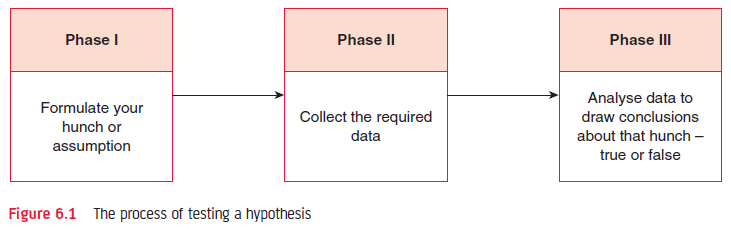 Phase I
Formulate your
hunch or
assumption
Phase II
Collect the required
data
Phase III
Analyse data to
draw conclusions
about that hunch –
true or false
Figure 6.1 The process of testing a hypothesis